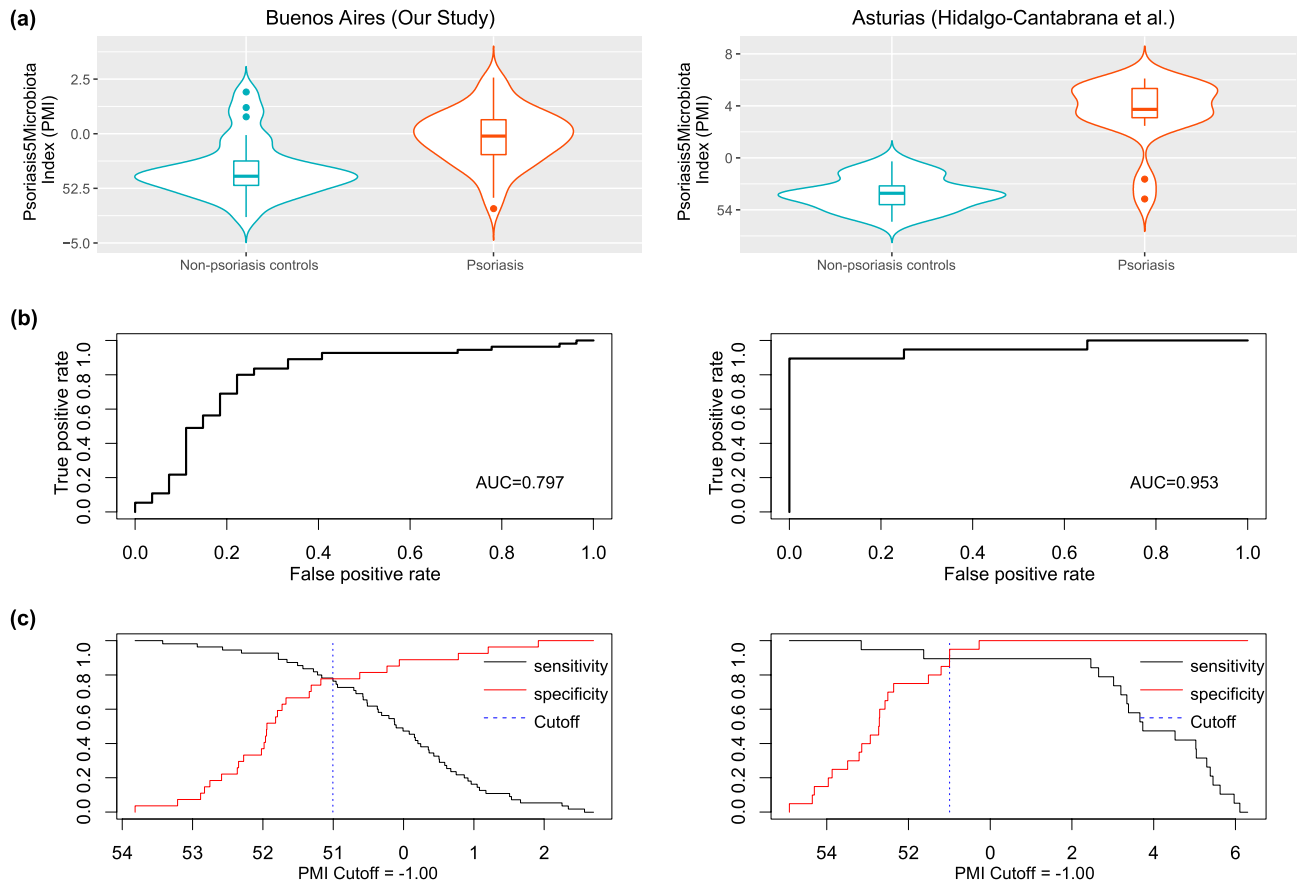 (a)
Buenos Aires (Our Study)
Psoriasis5Microbiota
Index (PMI)
2.5
0.0
52.5
−5.0
Non-psoriasis controls
Psoriasis
Asturias (Hidalgo-Cantabrana et al.)
Psoriasis5Microbiota
Index (PMI)
8
4
0
54
Non-psoriasis controls
Psoriasis
(b)
True positive rate
0.0 0.2 0.4 0.6 0.8 1.0
AUC=0.797
0.0 0.2 0.4 0.6 0.8 1.0
False positive rate
True positive rate
0.0 0.2 0.4 0.6 0.8 1.0
AUC=0.953
0.0 0.2 0.4 0.6 0.8 1.0
False positive rate
(c)
0.0 0.2 0.4 0.6 0.8 1.0
sensitivity
specificity
Cutoff
54 53 52 51 0 1 2
PMI Cutoff = -1.00
0.0 0.2 0.4 0.6 0.8 1.0
sensitivity
specificity
Cutoff
54 52 0 2 4 6
PMI Cutoff = -1.00